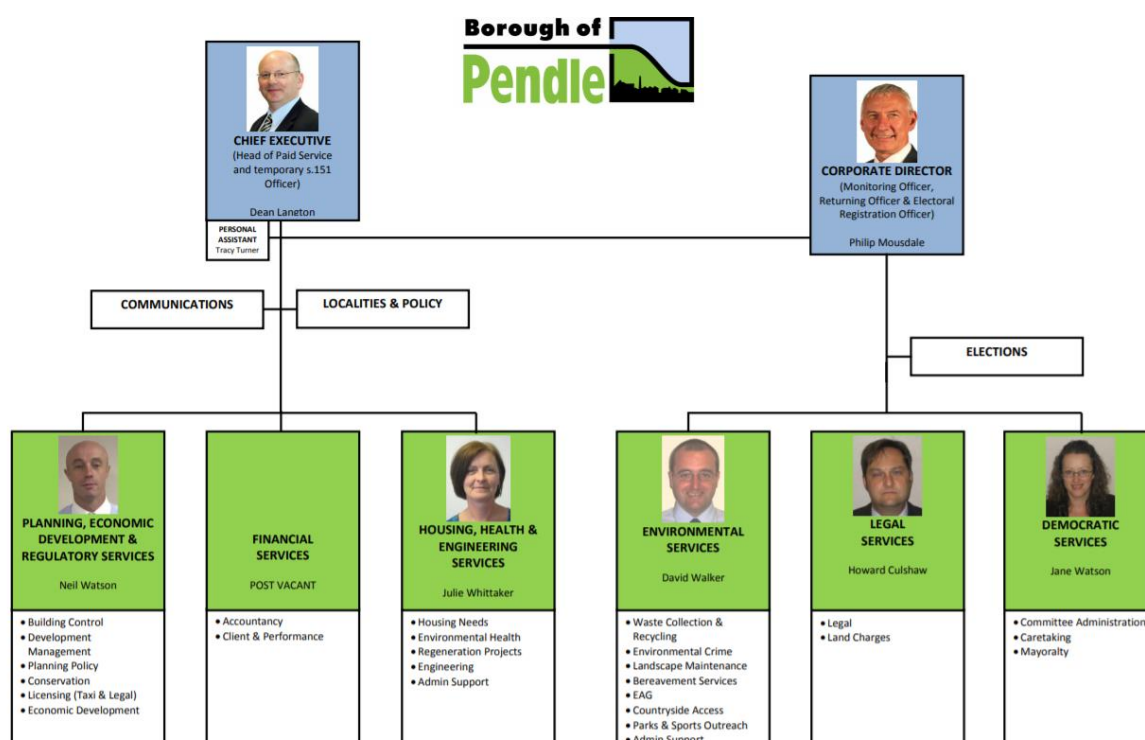 Borough of
Pendle
CHIEF EXECUTIVE
(Head of Paid Service
and temporary s.151
Officer)
Dean Langton
PERSONAL
ASSISTANT
Tracy Turner
CORPORATE DIRECTOR
(Monitoring Officer,
Returning Officer & Electoral
Registration Officer)
Philip Mousdale
COMMUNICATIONS
LOCALITIES & POLICY
ELECTIONS
PLANNING, ECONOMIC
DEVELOPMENT &
REGULATORY SERVICES
Neil Watson
• Building Control
• Development
Management
• Planning Policy
• Conservation
• Licensing (Taxi & Legal)
• Economic Development
FINANCIAL
SERVICES
POST VACANT
• Accountancy
• Client & Performance
HOUSING, HEALTH &
ENGINEERING
SERVICES
Julie Whittaker
• Housing Needs
• Environmental Health
• Regeneration Projects
• Engineering
• Admin Support
ENVIRONMENTAL
SERVICES
David Walker
• Waste Collection &
Recycling
• Environmental Crime
• Landscape Maintenance
• Bereavement Services
• EAG
• Countryside Access
• Parks & Sports Outreach
• Admin Support
LEGAL
SERVICES
Howard Culshaw
• Legal
• Land Charges
DEMOCRATIC
SERVICES
Jane Watson
• Committee Administration
• Caretaking
• Mayoralty